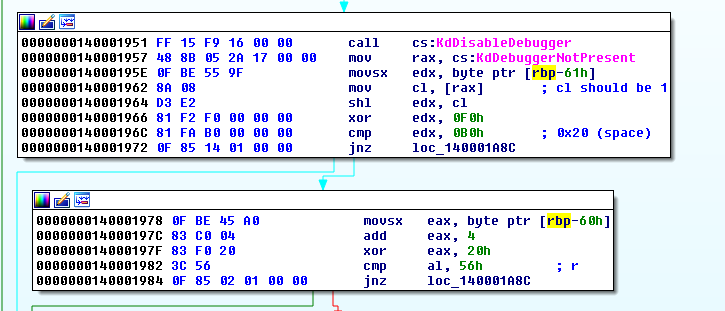 0000000140001951 FF 15 F9 16 00 00 call cs:KdDisableDebugger
0000000140001957 48 8B 05 2A 17 00 00 mov rax, cs:KdDebuggerNotPresent
000000014000195E 0F BE 55 9F movsx edx, byte ptr [rbp-61h]
0000000140001962 8A 08 mov cl, [rax] ; cl should be 1
0000000140001964 D3 E2 shl edx, cl
0000000140001966 81 F2 F0 00 00 00 xor edx, 0F0h
000000014000196C 81 FA B0 00 00 00 cmp edx, 0B0h ; 0x20 (space)
0000000140001972 0F 85 14 01 00 00 jnz loc_140001A8C
0000000140001978 0F BE 45 A0 movsx eax, byte ptr [rbp-60h]
000000014000197C 83 C0 04 add eax, 4
000000014000197F 83 F0 20 xor eax, 20h
0000000140001982 3C 56 cmp al, 56h ; r
0000000140001984 0F 85 02 01 00 00 jnz loc_140001A8C